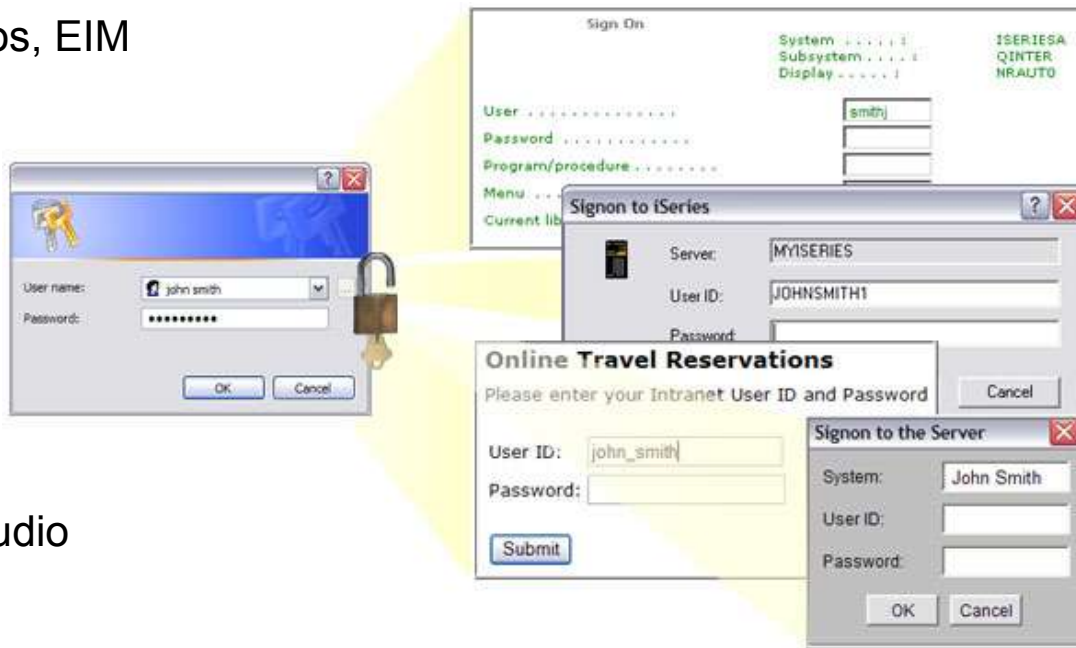 os, EIM
Sign On
System . . . . . : ISERIESA
Subsystem . . . . : QINTER
Display . . . . . : NRAUTO
User . . . . . . . . . . . . . . smithj
Password . . . . . . . . . . . .
Program/procedure . . . . . . . .
Menu . . .
Current lib
User name: john smith
Password: •••••••••
OK Cancel
Signon to iSeries
Server: MYISERIES
User ID: JOHNSMITH1
Password:
Cancel
Online Travel Reservations
Please enter your Intranet User ID and Password
User ID: john_smith
Password:
Submit
Signon to the Server
System: John Smith
User ID:
Password:
OK Cancel
udio